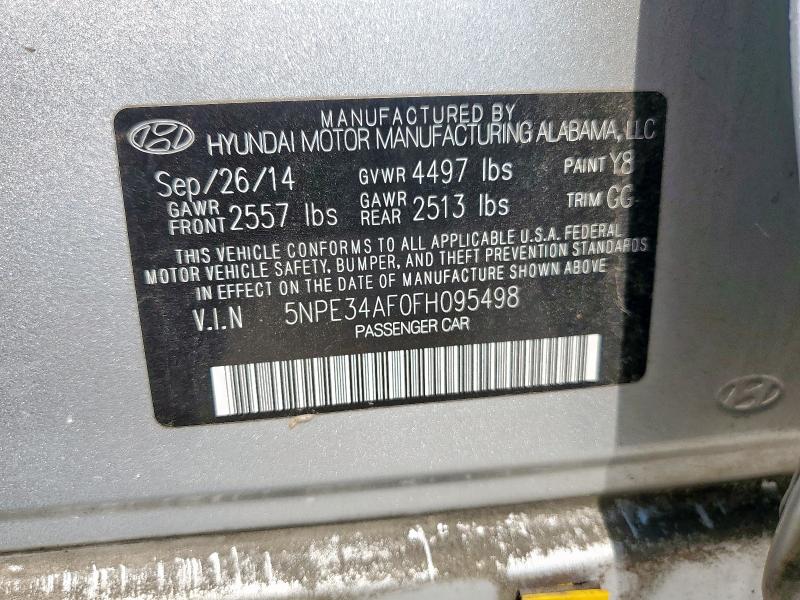 MANUFACTURED BY
HYUNDAI MOTOR MANUFACTURING ALABAMA, LLC
Sep/26/14 GVWR 4497 lbs PAINT Y8
GAWR FRONT 2557 lbs GAWR REAR 2513 lbs TRIM GG
THIS VEHICLE CONFORMS TO ALL APPLICABLE U.S.A. FEDERAL
MOTOR VEHICLE SAFETY, BUMPER, AND THEFT PREVENTION STANDARDS
IN EFFECT ON THE DATE OF MANUFACTURE SHOWN ABOVE.
V.I.N 5NPE34AF0FH095498
PASSENGER CAR